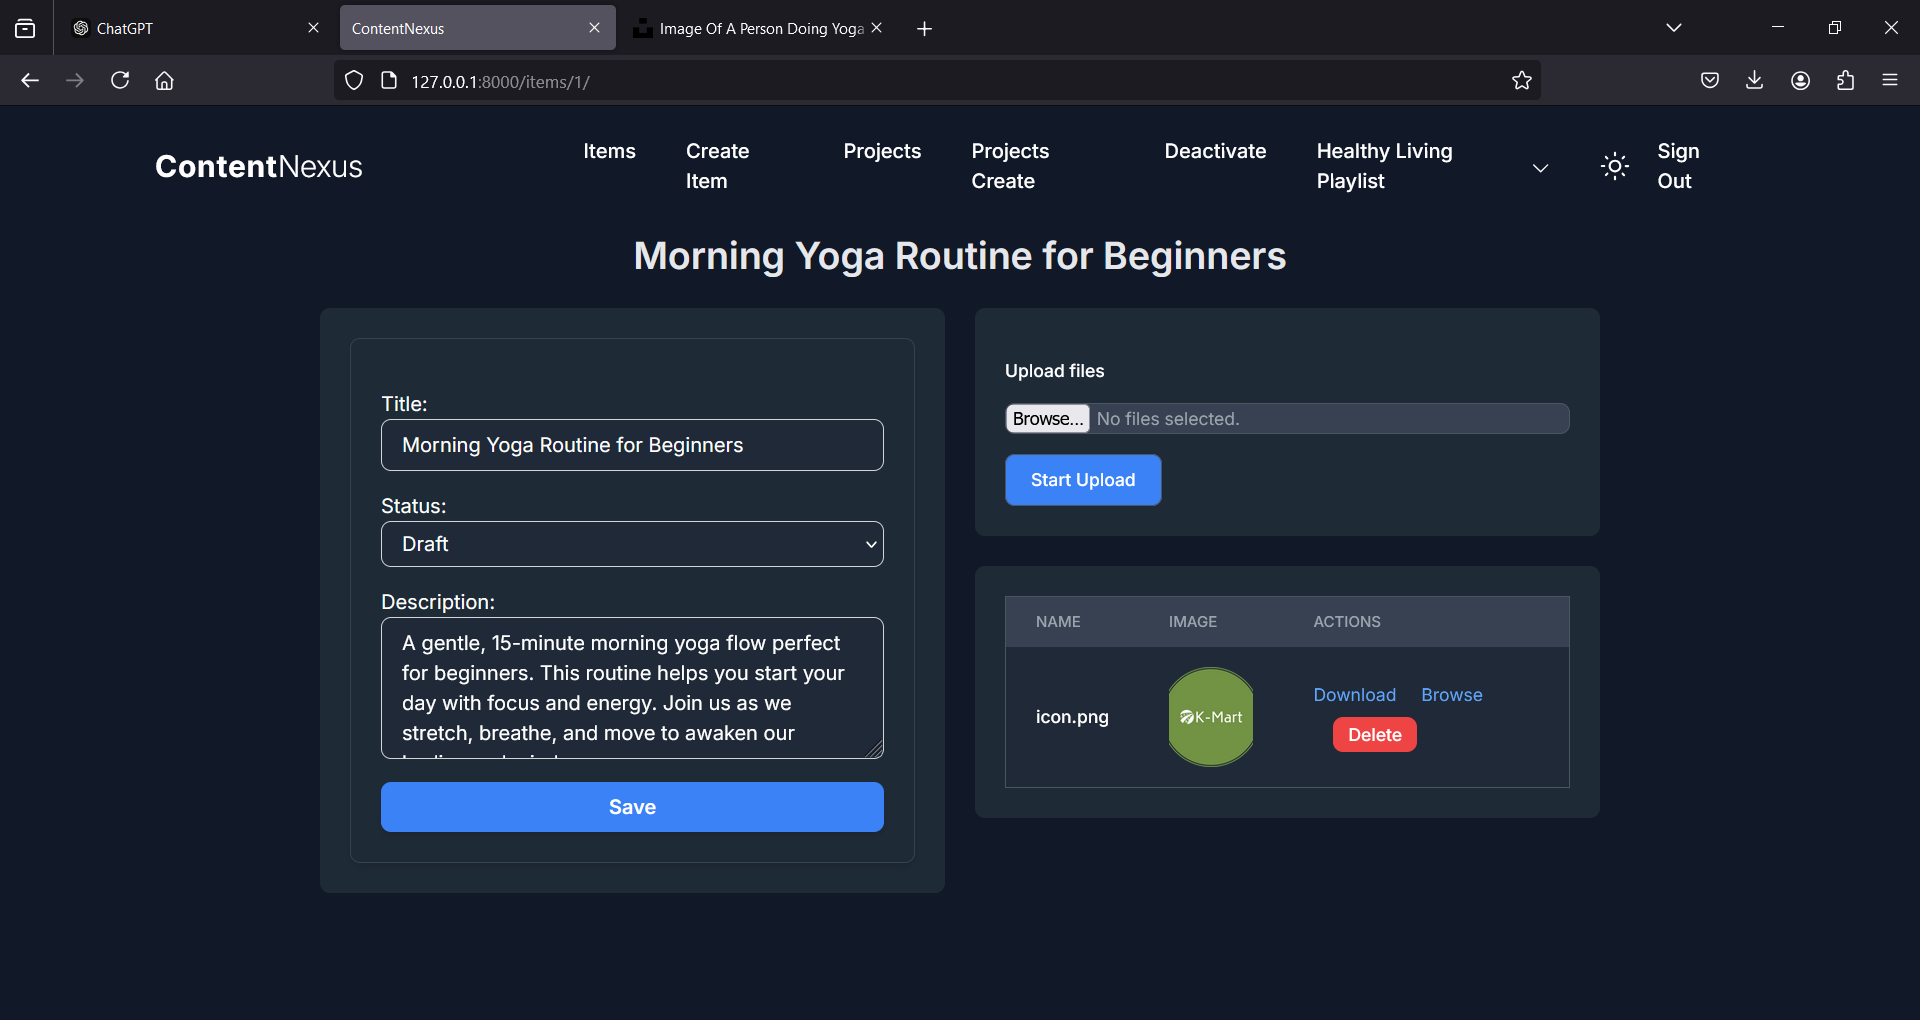 ChatGPT
ContentNexus
Image Of A Person Doing Yoga
127.0.0.1:8000/items/1/
ContentNexus
Items
Create
Item
Projects
Projects
Create
Deactivate
Healthy Living
Playlist
Sign
Out
Morning Yoga Routine for Beginners
Title:
Morning Yoga Routine for Beginners
Status:
Draft
Description:
A gentle, 15-minute morning yoga flow perfect
for beginners. This routine helps you start your
day with focus and energy. Join us as we
stretch, breathe, and move to awaken our
Save
Upload files
Browse... No files selected.
Start Upload
NAME IMAGE ACTIONS
icon.png
K-Mart
Download Browse
Delete